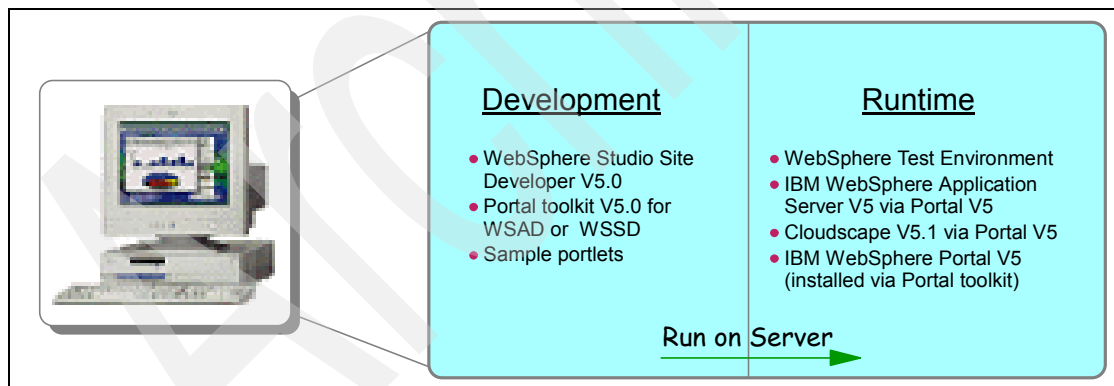 Development
WebSphere Studio Site
Developer V5.0
Portal toolkit V5.0 for
WSAD or WSSD
Sample portlets
Runtime
WebSphere Test Environment
IBM WebSphere Application
Server V5 via Portal V5
Cloudscape V5.1 via Portal V5
IBM WebSphere Portal V5
(installed via Portal toolkit)
Run on Server